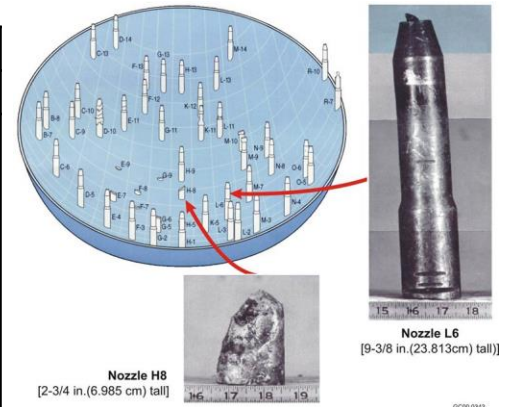 D-14
C-13
G-13
M-14
R-10
F-13
H-13
L-13
R-7
F-12
K-12
B-8
C-10
E-11
L-11
B-7
C-9
D-10
G-11
K-11
M-10
N-9
M-9
C-6
E-9
H-9
N-8
O-6
G-9
O-5
D-5
E-7
F-8
H-8
L-6
M-7
N-4
F-7
E-4
G-6
G-5
K-5
M-3
F-3
G-2
H-5
L-3
L-2
H-1
15 16 17 18
Nozzle L6
[9-3/8 in.(23.813cm) tall)]
Nozzle H8
[2-3/4 in.(6.985 cm) tall]
16 17 18 19